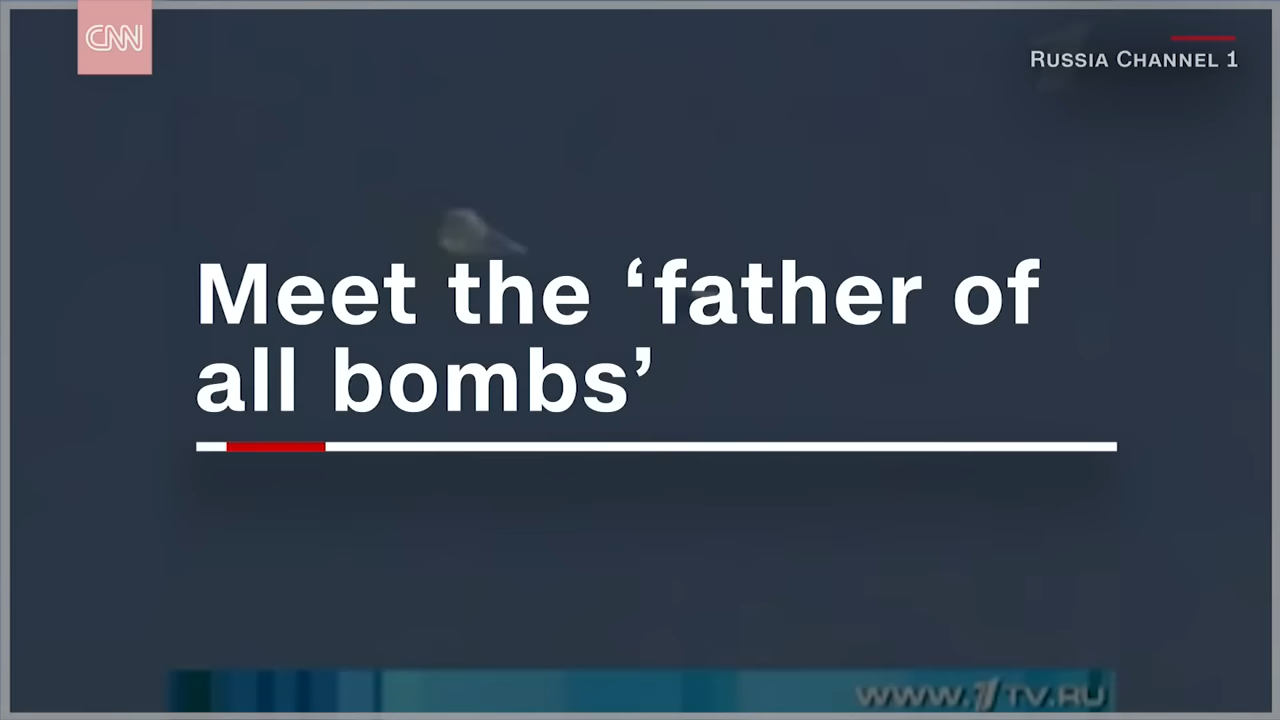 CNN
RUSSIA CHANNEL 1
Meet the ‘father of
all bombs’
WWW.1TV.RU